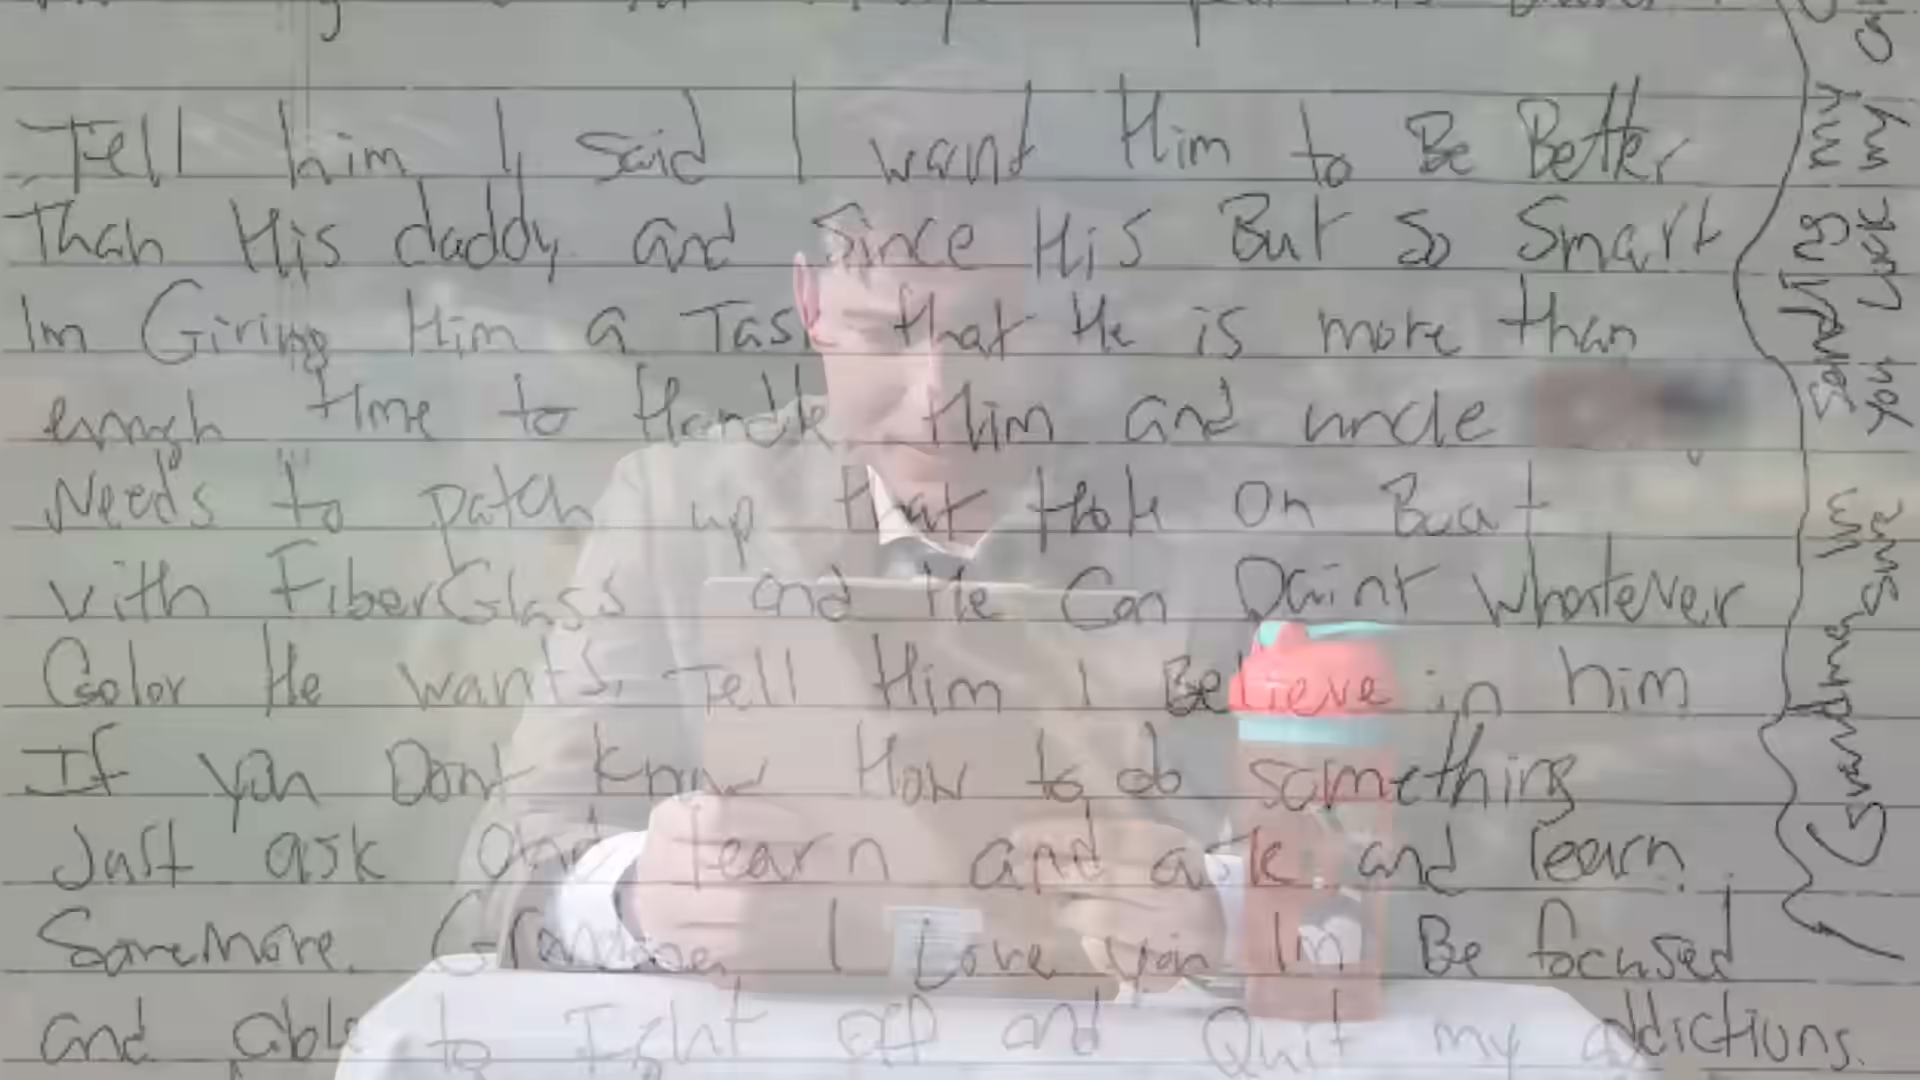 Tell him I said I want Him to Be Better
Than His daddy and Since His But So Smart
Im Giving Him a Task that He is more than
enough time to Handle Him and uncle
Needs to patch up that Hole on Boat
with FiberGlass and He Can Paint Whatever
Color He wants. Tell Him I Believe in him
If you Dont know How to do something
Just ask and learn and ask and learn
Somemore. I Love you Im Be focused
and able to Fight off and Quit my addictions.
Grandma Im Sending my